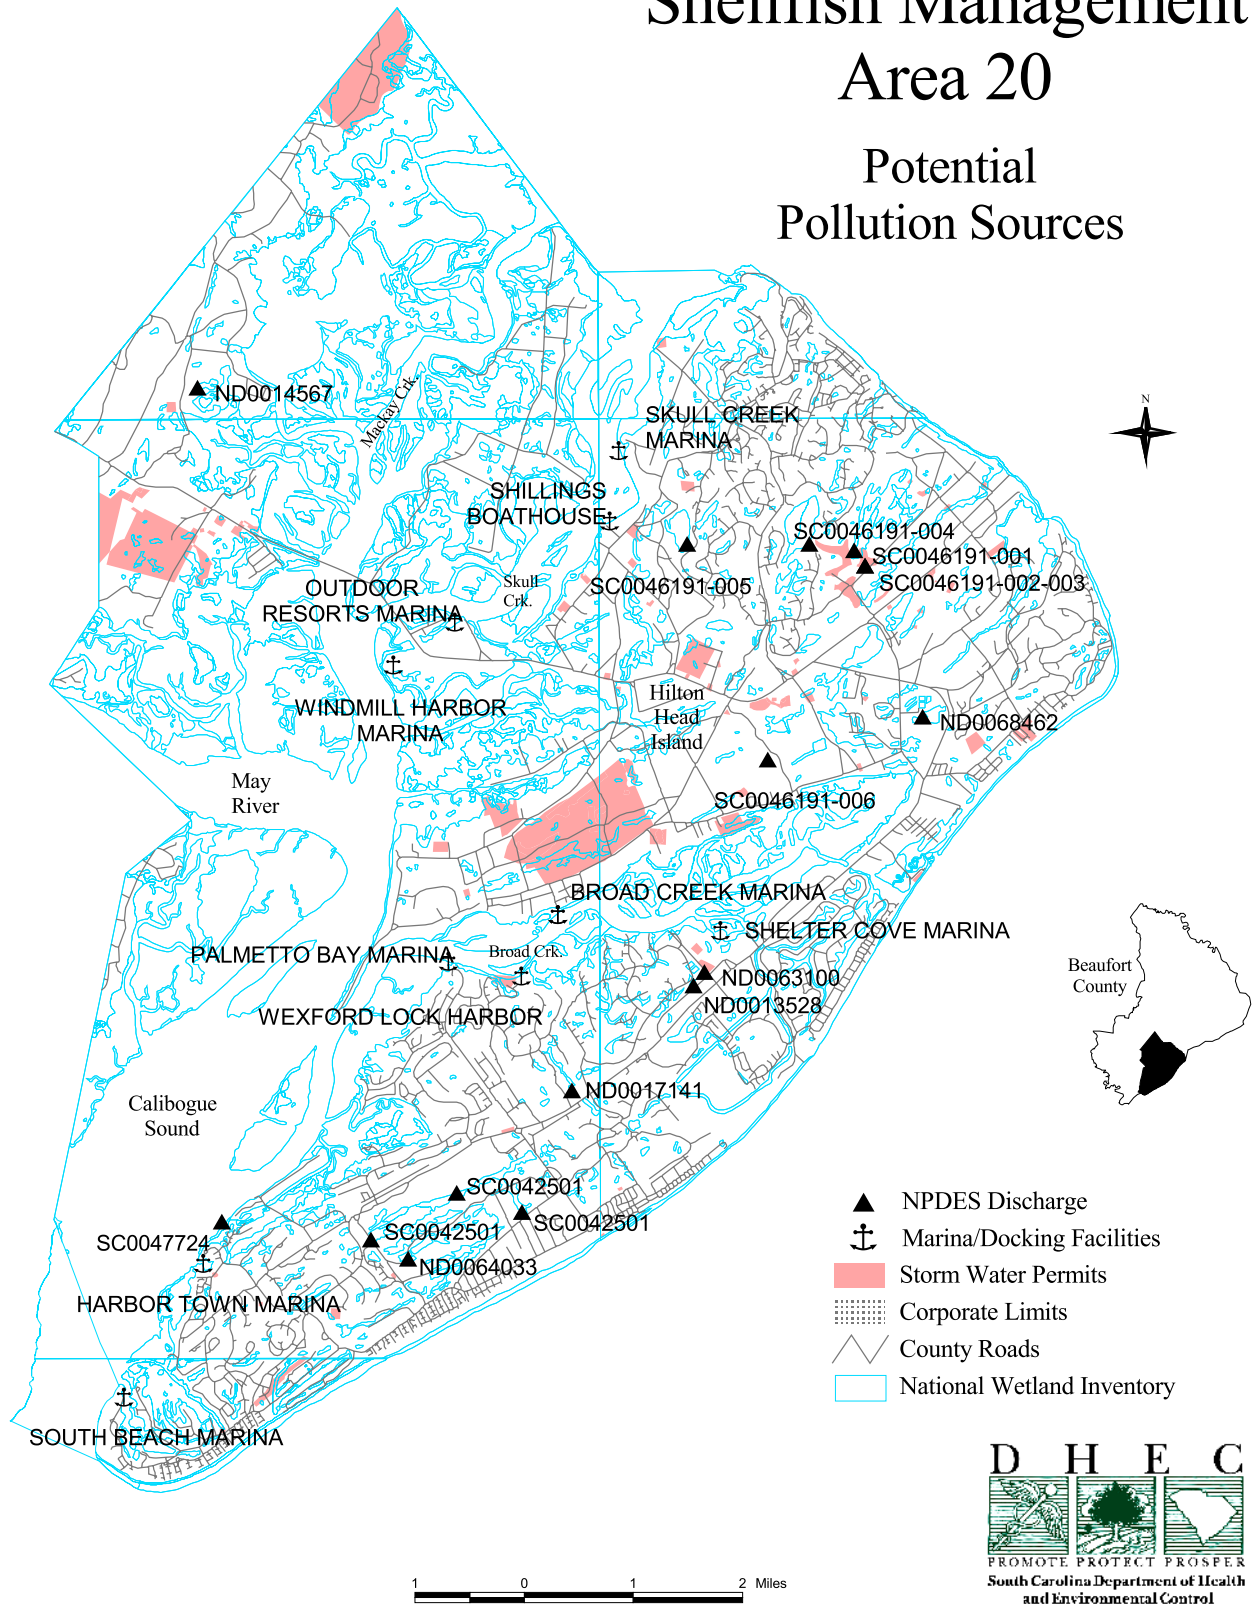 Shellfish Management
Area 20
Potential
Pollution Sources
N
ND0014567
Mackay Crk.
SKULL CREEK
MARINA
SHILLINGS
BOATHOUSE
SC0046191-004
SC0046191-001
SC0046191-002-003
SC0046191-005
Skull
Crk.
OUTDOOR
RESORTS MARINA
WINDMILL HARBOR
MARINA
Hilton
Head
Island
ND0068462
May
River
SC0046191-006
BROAD CREEK MARINA
SHELTER COVE MARINA
PALMETTO BAY MARINA
Broad Crk.
ND0063100
ND0013528
WEXFORD LOCK HARBOR
Beaufort
County
ND0017141
Calibogue
Sound
SC0042501
SC0042501
SC0042501
ND0064033
SC0047724
HARBOR TOWN MARINA
SOUTH BEACH MARINA
NPDES Discharge
Marina/Docking Facilities
Storm Water Permits
Corporate Limits
County Roads
National Wetland Inventory
D H E C
PROMOTE PROTECT PROSPER
South Carolina Department of Health
and Environmental Control
1 0 1 2 Miles